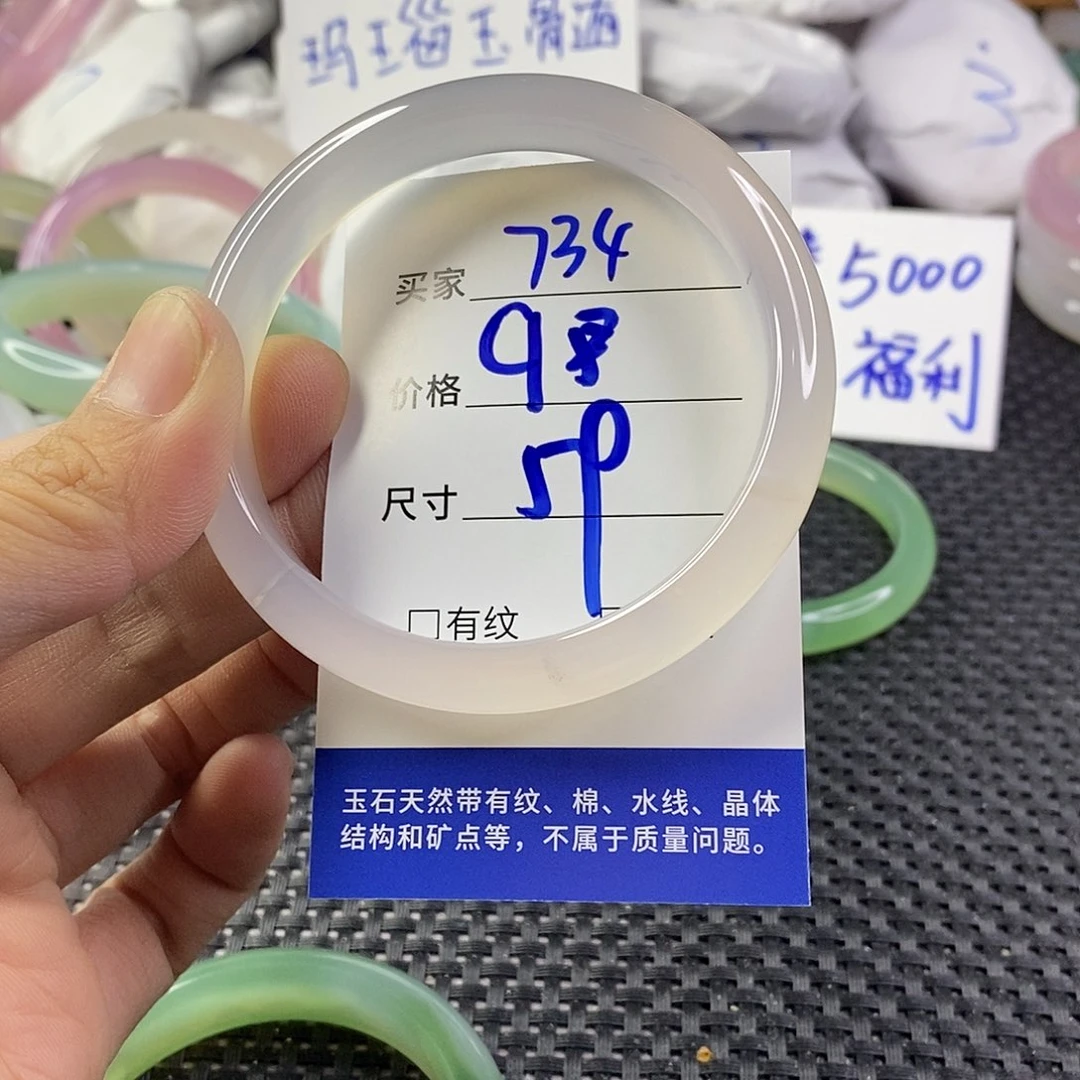 玛瑙玉骨髓
买家 734
价格 9
尺寸 59
5000
福利
□有纹
玉石天然带有纹、棉、水线、晶体
结构和矿点等，不属于质量问题。